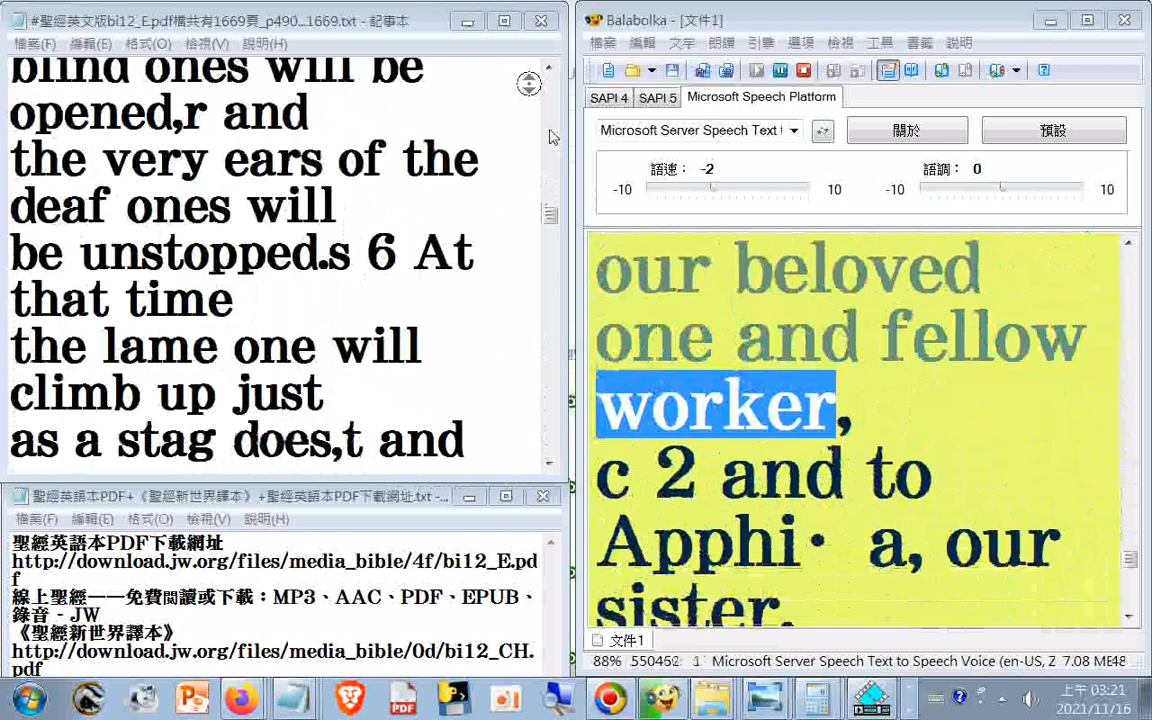 #聖經英文版bi12_E.pdf檔共有1669頁_p490...1669.txt - 記事本
檔案(F) 編輯(E) 格式(O) 檢視(V) 說明(H)
blind ones will be
opened,r and
the very ears of the
deaf ones will
be unstopped.s 6 At
that time
the lame one will
climb up just
as a stag does,t and
聖經英語本PDF+《聖經新世界譯本》+聖經英語本PDF下載網址.txt -...
檔案(F) 編輯(E) 格式(O) 檢視(V) 說明(H)
聖經英語本PDF下載網址
http://download.jw.org/files/media_bible/4f/bi12_E.pd
f
線上聖經——免費閱讀或下載：MP3、AAC、PDF、EPUB、
錄音 - JW
《聖經新世界譯本》
http://download.jw.org/files/media_bible/0d/bi12_CH.
pdf
Balabolka - [文件1]
檔案 編輯 文字 朗讀 引擎 選項 檢視 工具 書籤 說明
SAPI 4 SAPI 5 Microsoft Speech Platform
Microsoft Server Speech Text 關於 預設
語速： -2 語調： 0
-10 10 -10 10
our beloved
one and fellow
worker,
c 2 and to
Apphi· a, our
sister,
文件1
88% 550452: 1 Microsoft Server Speech Text to Speech Voice (en-US, Z 7.08 ME48
上午 03:21
2021/11/16